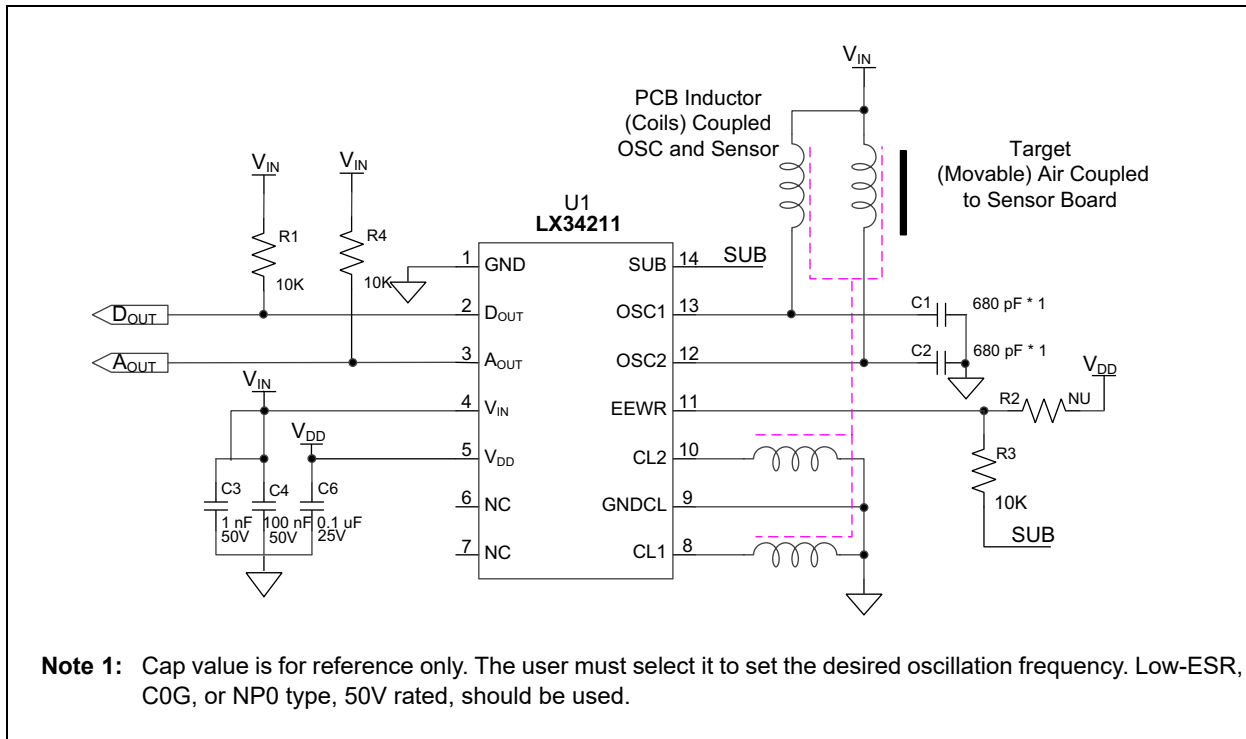 V_IN
PCB Inductor
(Coils) Coupled
OSC and Sensor
Target
(Movable) Air Coupled
to Sensor Board
V_IN
V_IN
R1
10K
R4
10K
U1
LX34211
1 GND
2 D_OUT
3 A_OUT
4 V_IN
5 V_DD
6 NC
7 NC
SUB 14 SUB
OSC1 13
OSC2 12
EEWR 11
CL2 10
GNDCL 9
CL1 8
D_OUT
A_OUT
V_IN
V_DD
C3
1 nF
50V
C4
100 nF
50V
C6
0.1 uF
25V
C1 680 pF * 1
C2 680 pF * 1
V_DD
R2 NU
R3
10K
SUB
Note 1: Cap value is for reference only. The user must select it to set the desired oscillation frequency. Low-ESR,
C0G, or NP0 type, 50V rated, should be used.